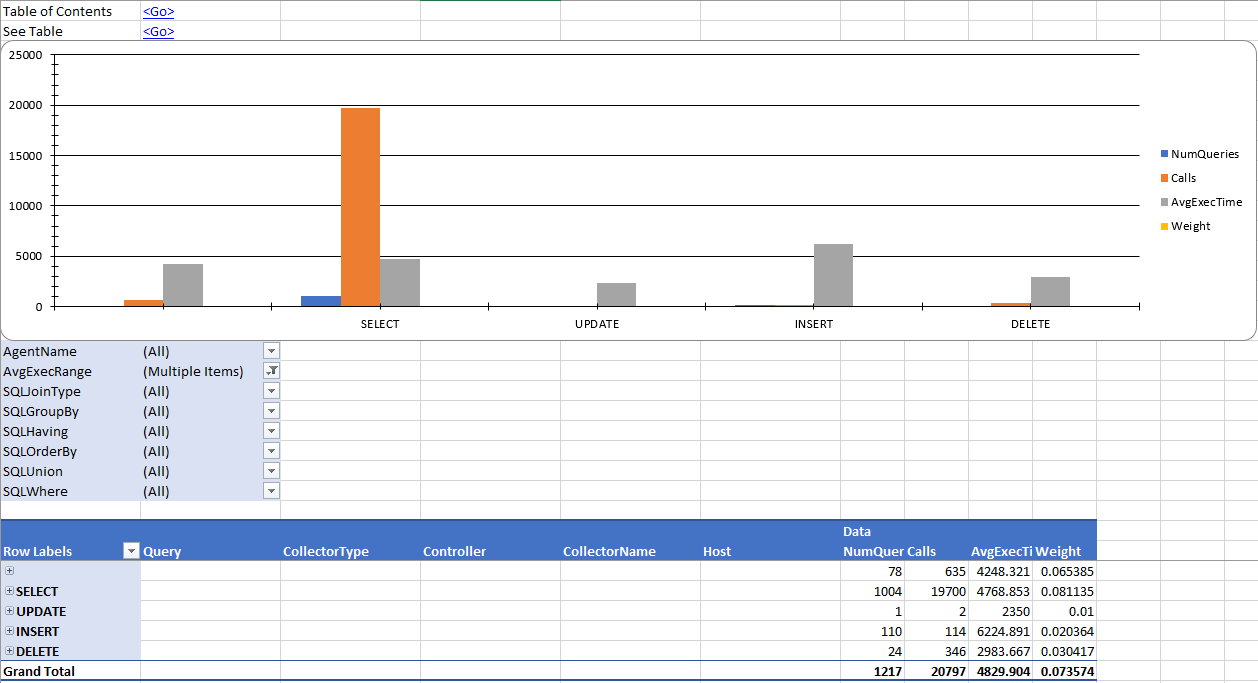 Table of Contents <Go>
See Table <Go>
25000
20000
15000
10000
5000
0
SELECT UPDATE INSERT DELETE
NumQueries
Calls
AvgExecTime
Weight
AgentName (All)
AvgExecRange (Multiple Items)
SQLJoinType (All)
SQLGroupBy (All)
SQLHaving (All)
SQLOrderBy (All)
SQLUnion (All)
SQLWhere (All)
Data
Row Labels Query CollectorType Controller CollectorName Host NumQuer Calls AvgExecTi Weight
78 635 4248.321 0.065385
SELECT 1004 19700 4768.853 0.081135
UPDATE 1 2 2350 0.01
INSERT 110 114 6224.891 0.020364
DELETE 24 346 2983.667 0.030417
Grand Total 1217 20797 4829.904 0.073574